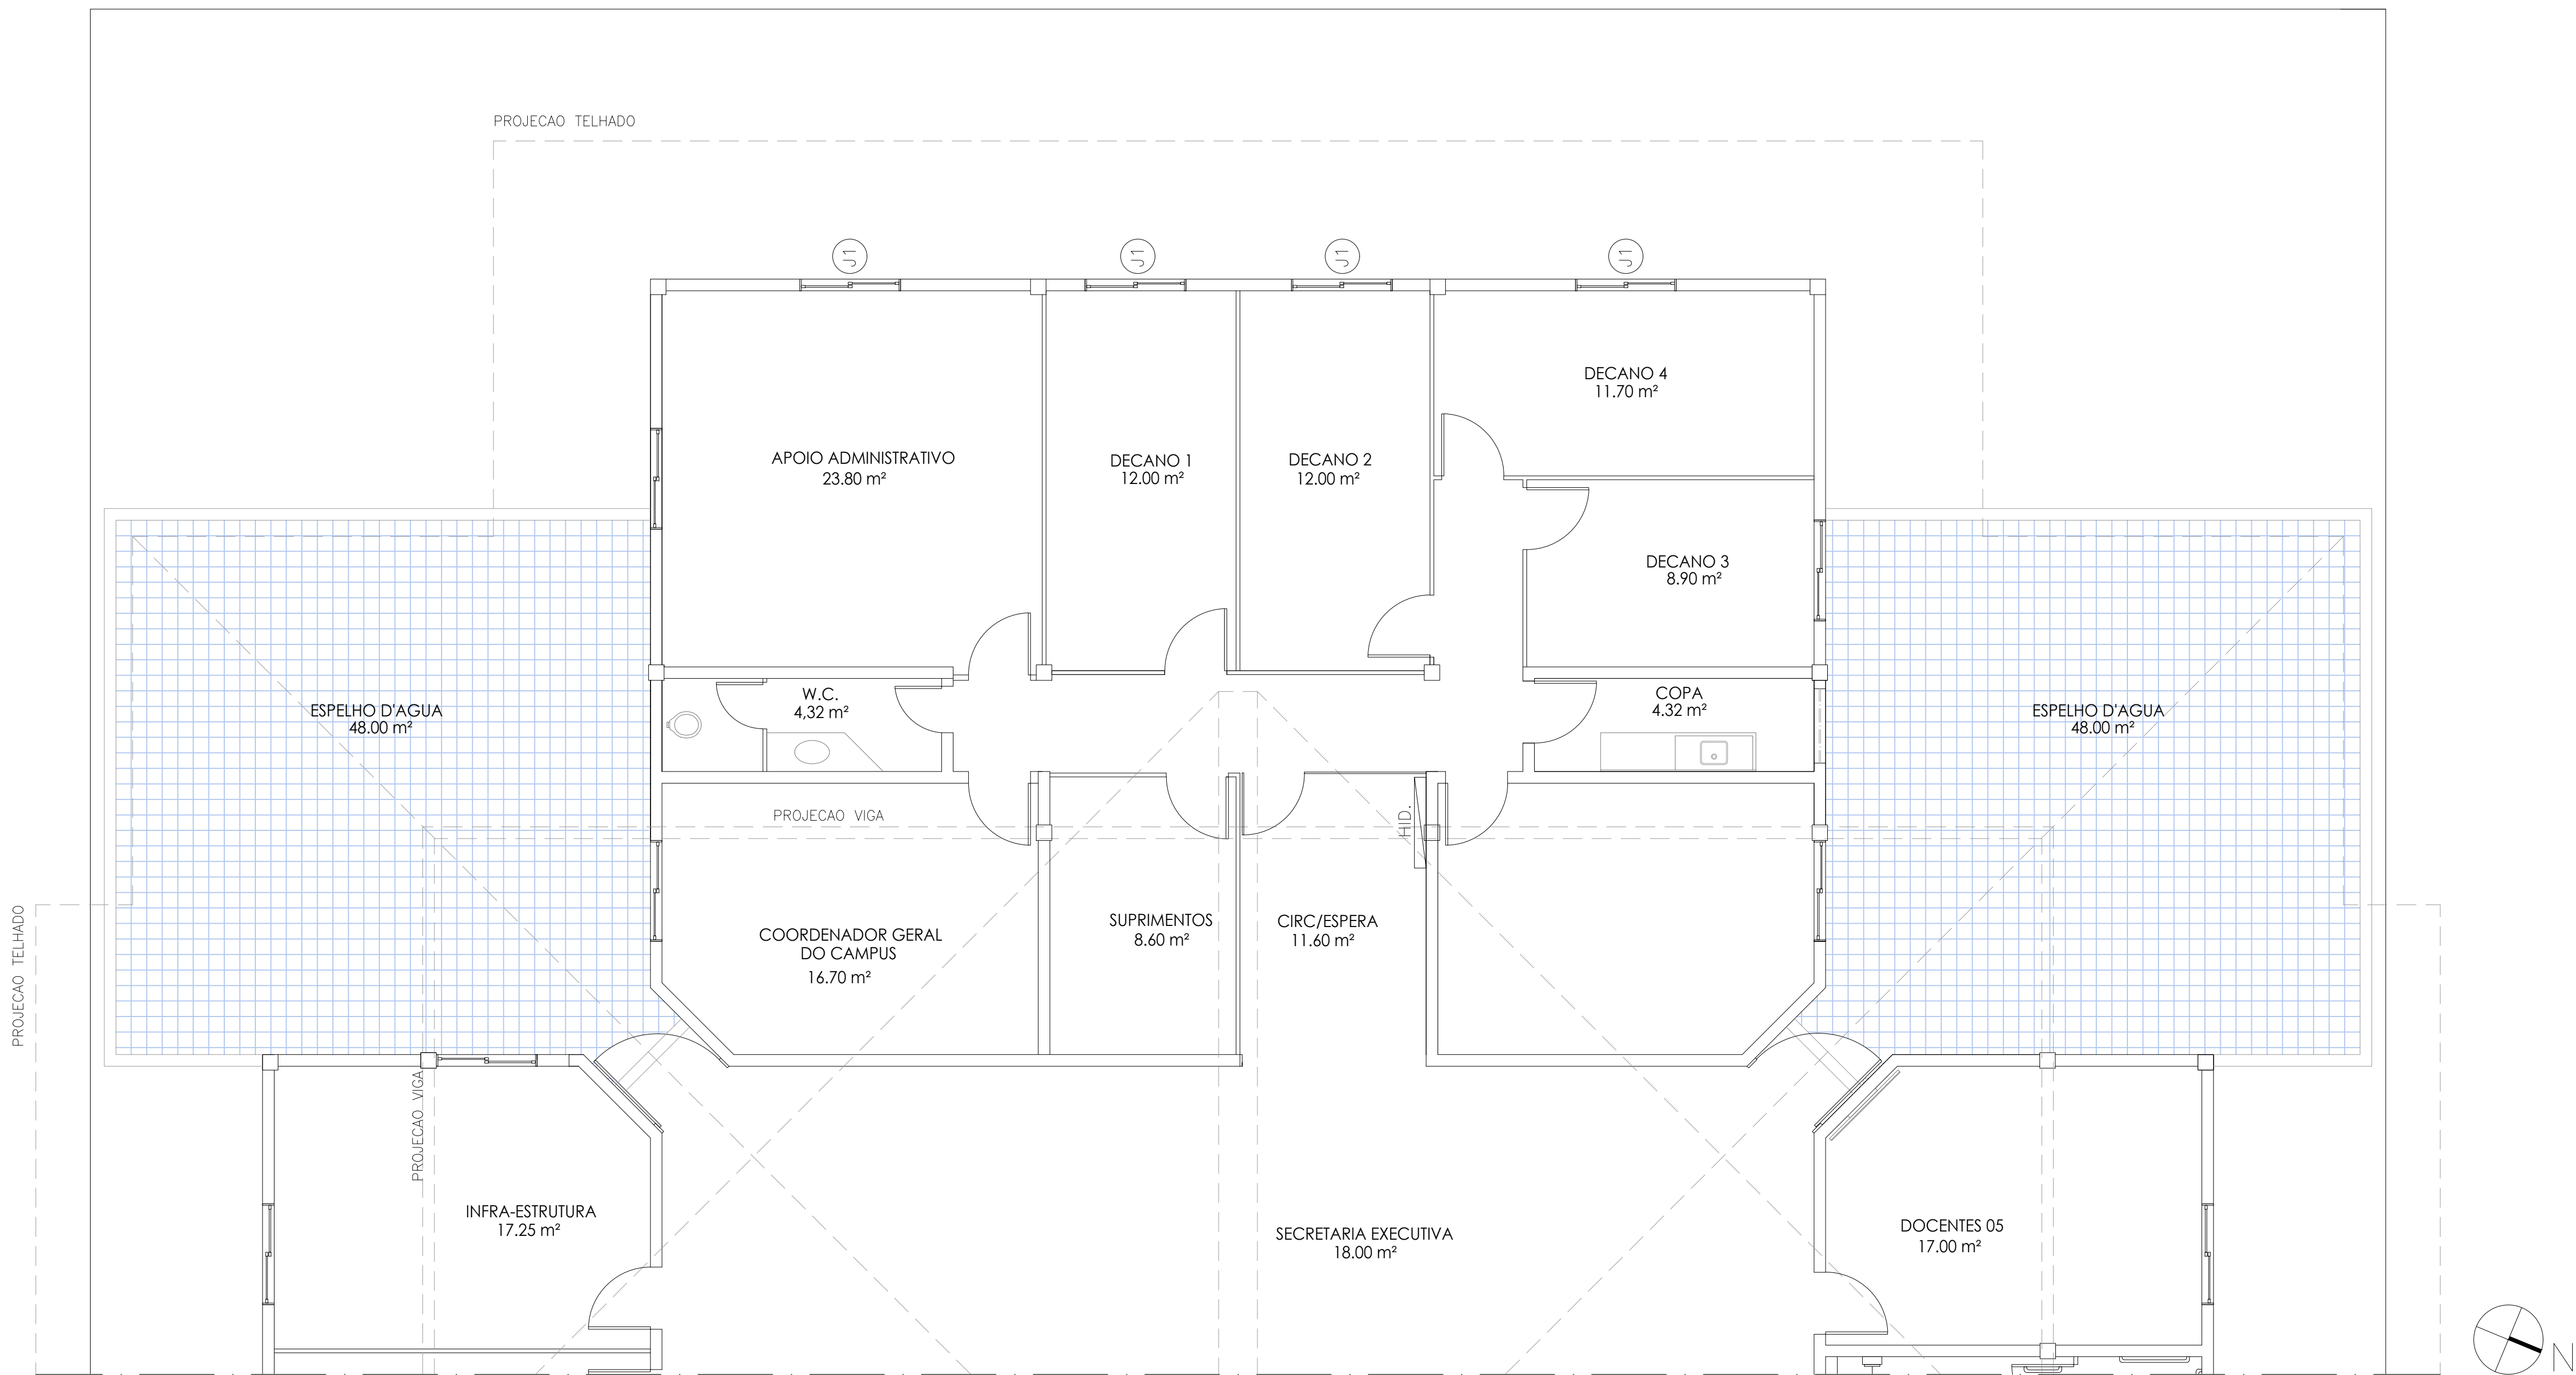 PROJECAO TELHADO
J1
J1
J1
J1
DECANO 4
11.70 m²
APOIO ADMINISTRATIVO
23.80 m²
DECANO 1
12.00 m²
DECANO 2
12.00 m²
DECANO 3
8.90 m²
W.C.
4,32 m²
COPA
4.32 m²
ESPELHO D'AGUA
48.00 m²
ESPELHO D'AGUA
48.00 m²
PROJECAO VIGA
HID.
COORDENADOR GERAL
DO CAMPUS
16.70 m²
SUPRIMENTOS
8.60 m²
CIRC/ESPERA
11.60 m²
PROJECAO TELHADO
PROJECAO VIGA
INFRA-ESTRUTURA
17.25 m²
SECRETARIA EXECUTIVA
18.00 m²
DOCENTES 05
17.00 m²
N